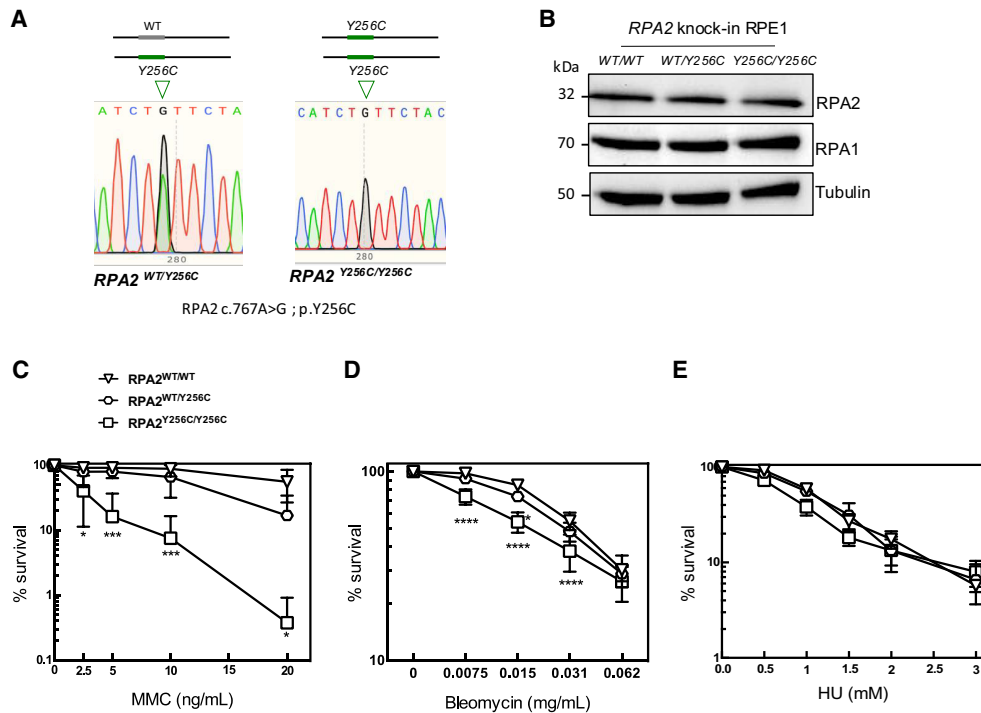 A
WT
Y256C
A T C T G T T C T A
280
RPA2 WT/Y256C
Y256C
Y256C
C A T C T G T T C T A C
280
RPA2 Y256C/Y256C
RPA2 c.767A>G ; p.Y256C
B
RPA2 knock-in RPE1
kDa
WT/WT WT/Y256C Y256C/Y256C
32 RPA2
70 RPA1
50 Tubulin
C
RPA2WT/WT
RPA2WT/Y256C
RPA2Y256C/Y256C
% survival
100
10
1
0.1
* *** *** *
0 2.5 5 10 15 20
MMC (ng/mL)
D
% survival
100
10
**** * **** ****
0 0.0075 0.015 0.031 0.062
Bleomycin (mg/mL)
E
% survival
100
10
1
0.0 0.5 1.0 1.5 2.0 2.5 3
HU (mM)